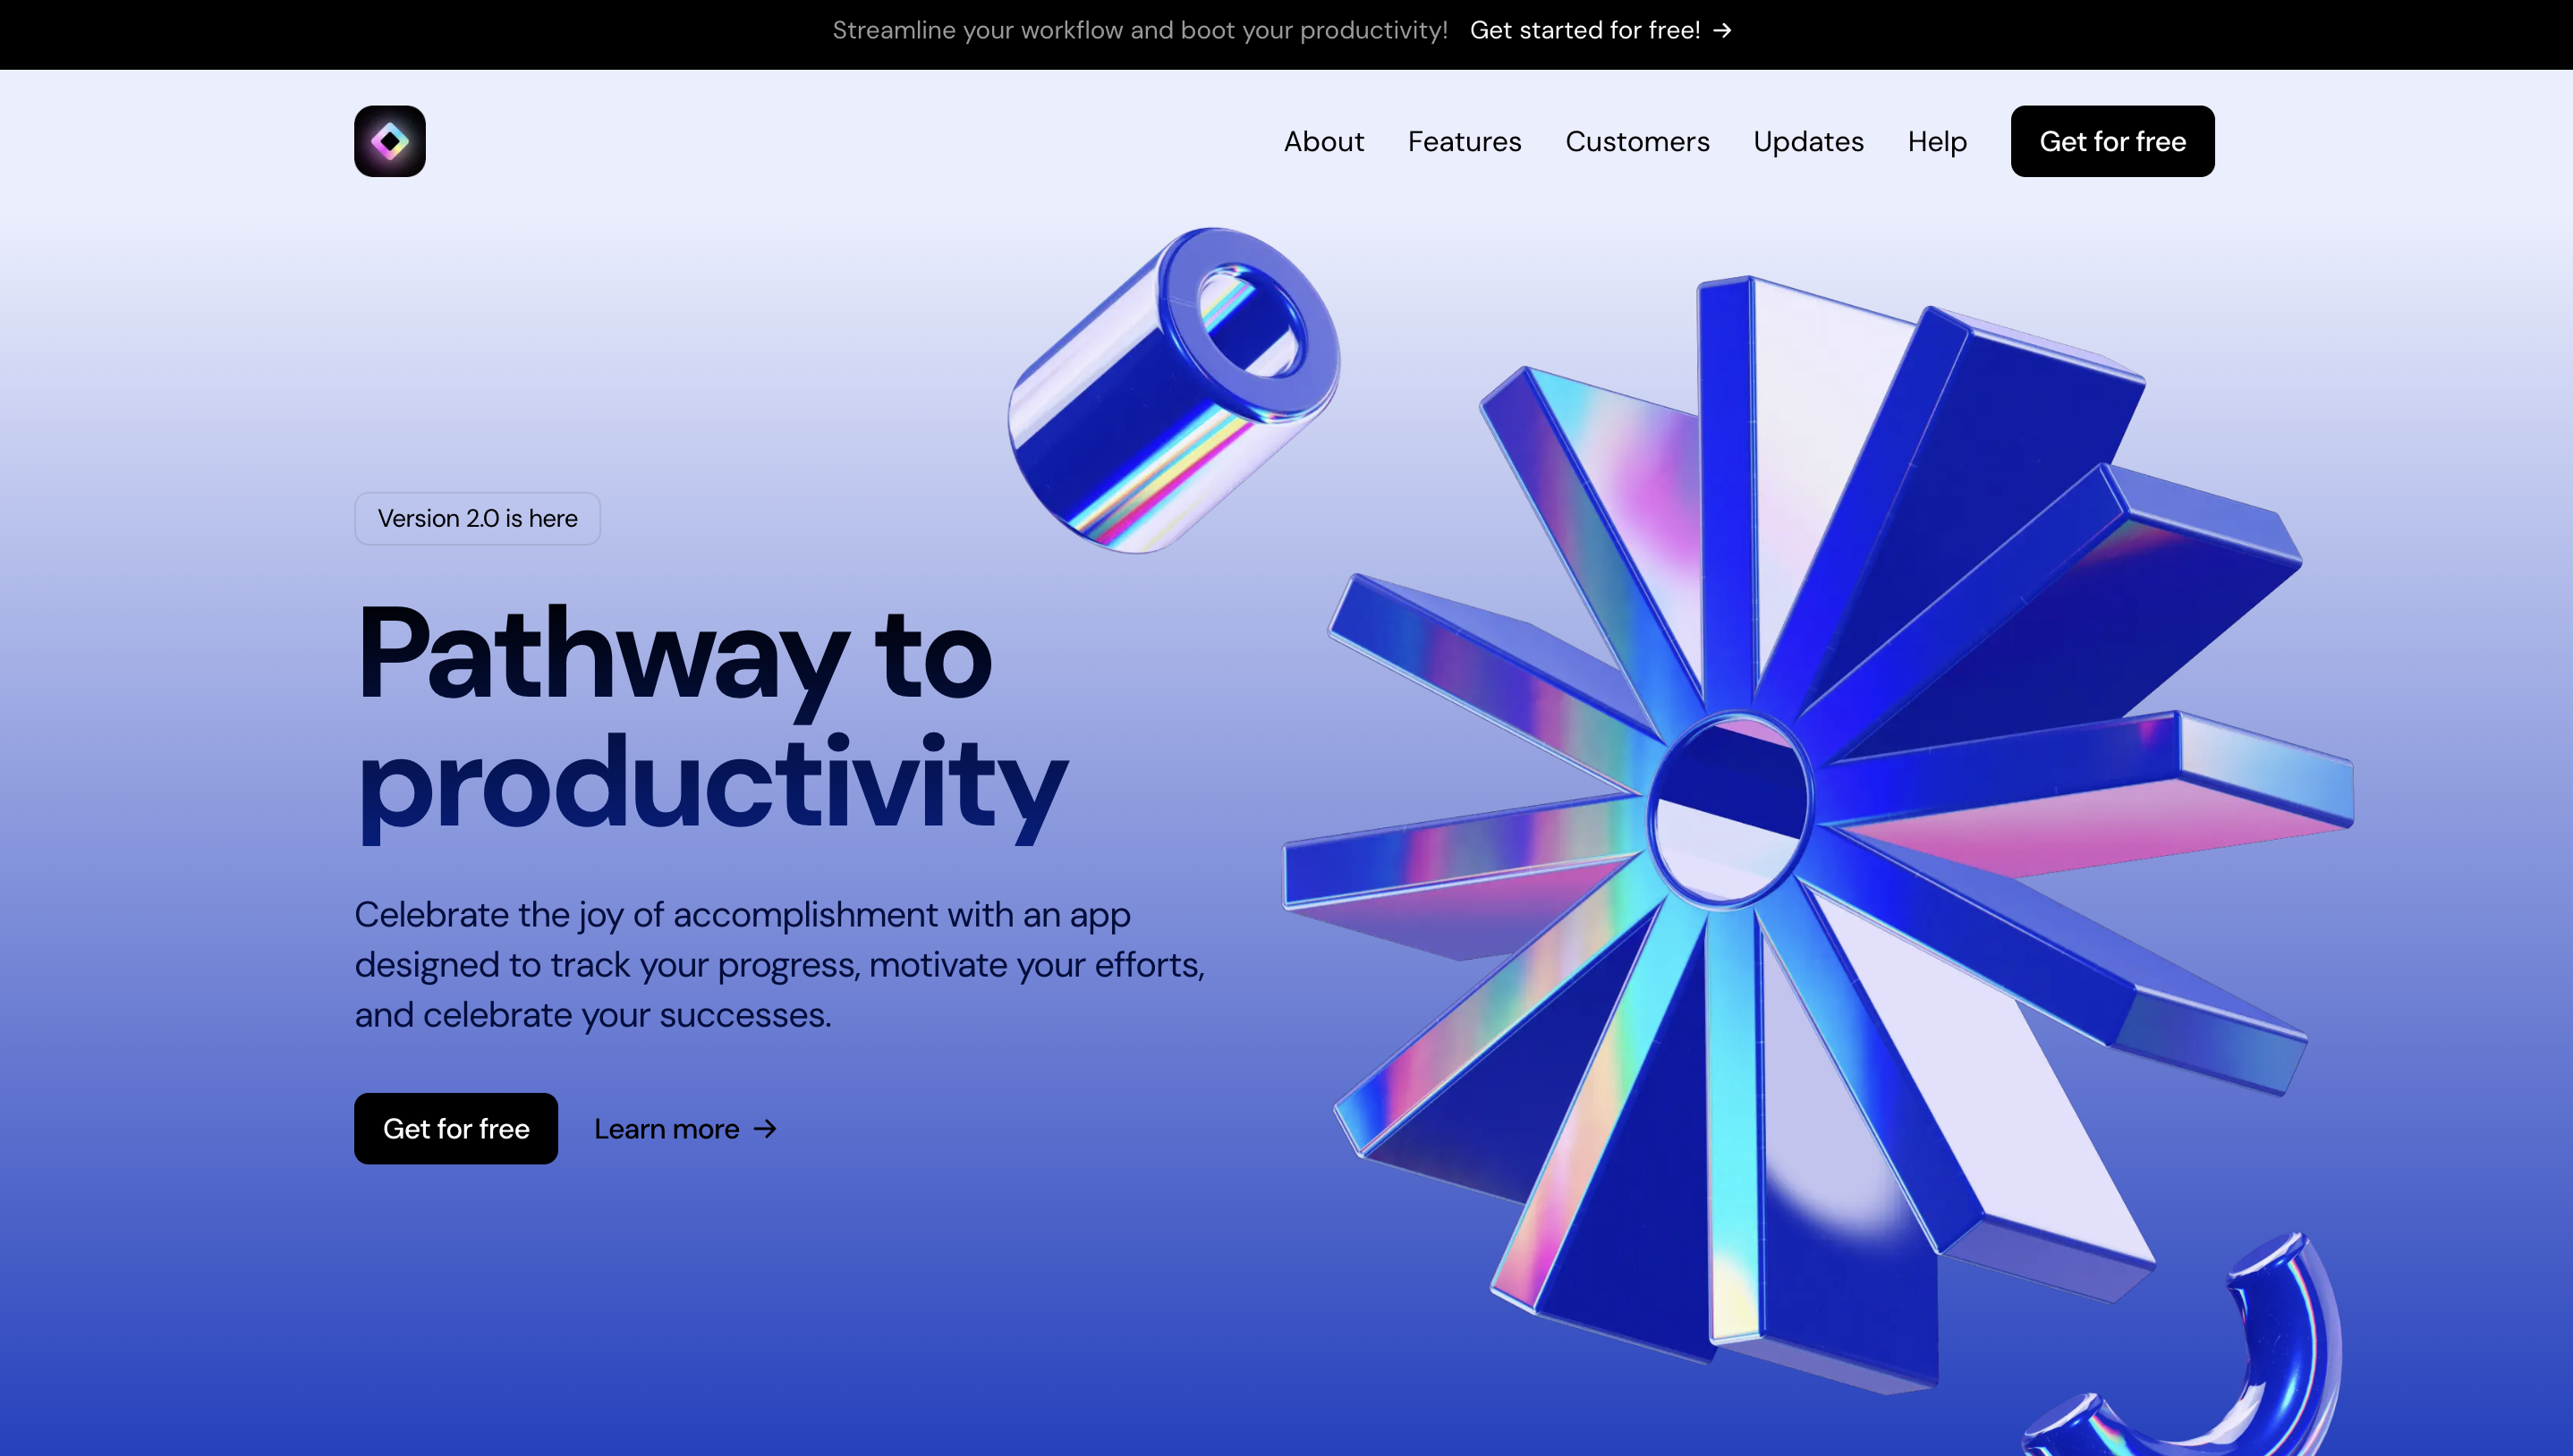 Streamline your workflow and boot your productivity! Get started for free! →
About Features Customers Updates Help Get for free
Version 2.0 is here
Pathway to
productivity
Celebrate the joy of accomplishment with an app
designed to track your progress, motivate your efforts,
and celebrate your successes.
Get for free Learn more →